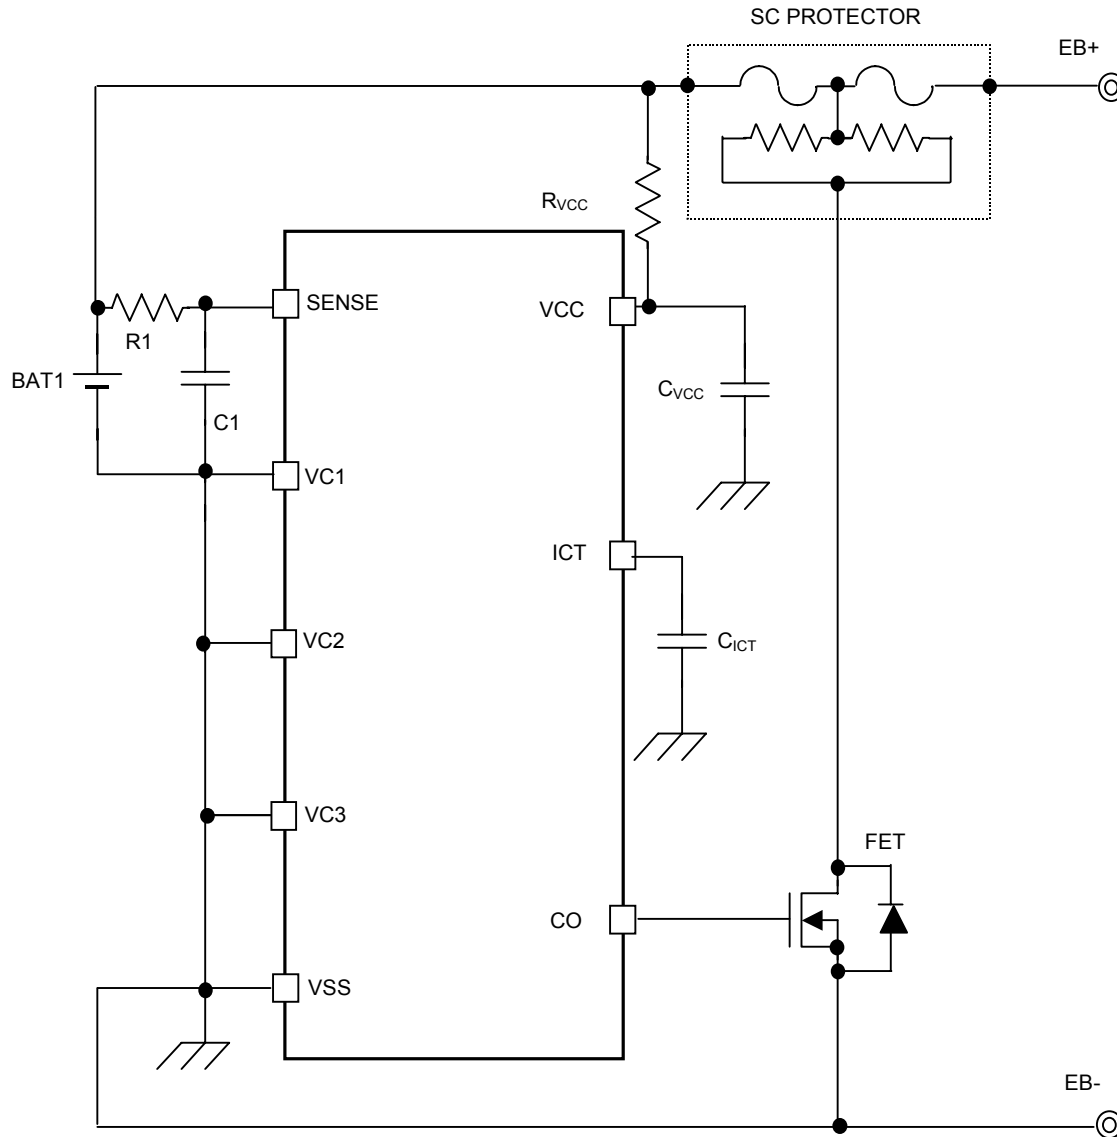 SC PROTECTOR
EB+
RVCC
SENSE
VCC
R1
BAT1
CVCC
C1
VC1
ICT
VC2
CICT
VC3
FET
CO
VSS
EB-